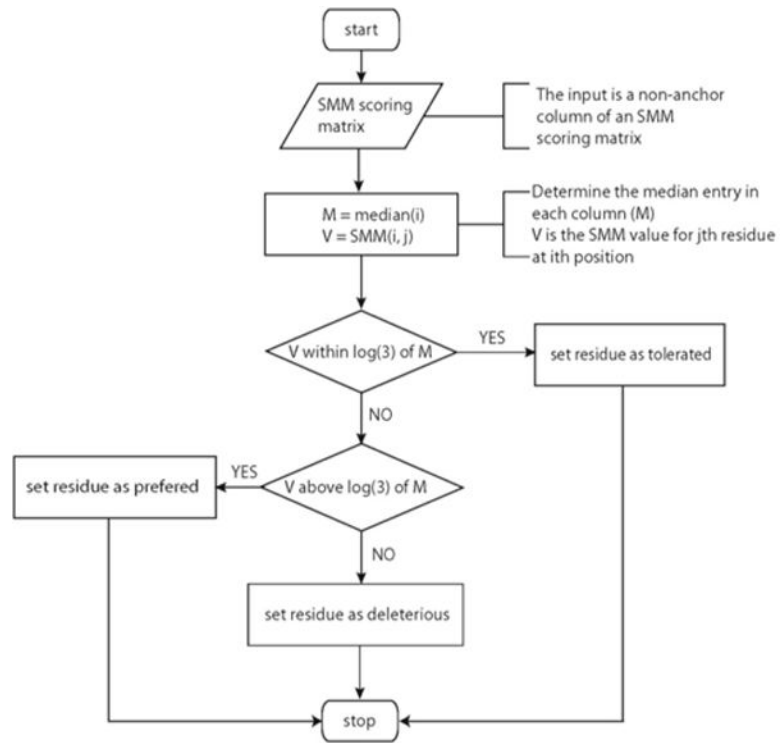 start
SMM scoring
matrix
The input is a non-anchor
column of an SMM
scoring matrix
M = median(i)
V = SMM(i, j)
Determine the median entry in
each column (M)
V is the SMM value for jth residue
at ith position
V within log(3) of M
YES
set residue as tolerated
NO
set residue as prefered
YES
V above log(3) of M
NO
set residue as deleterious
stop